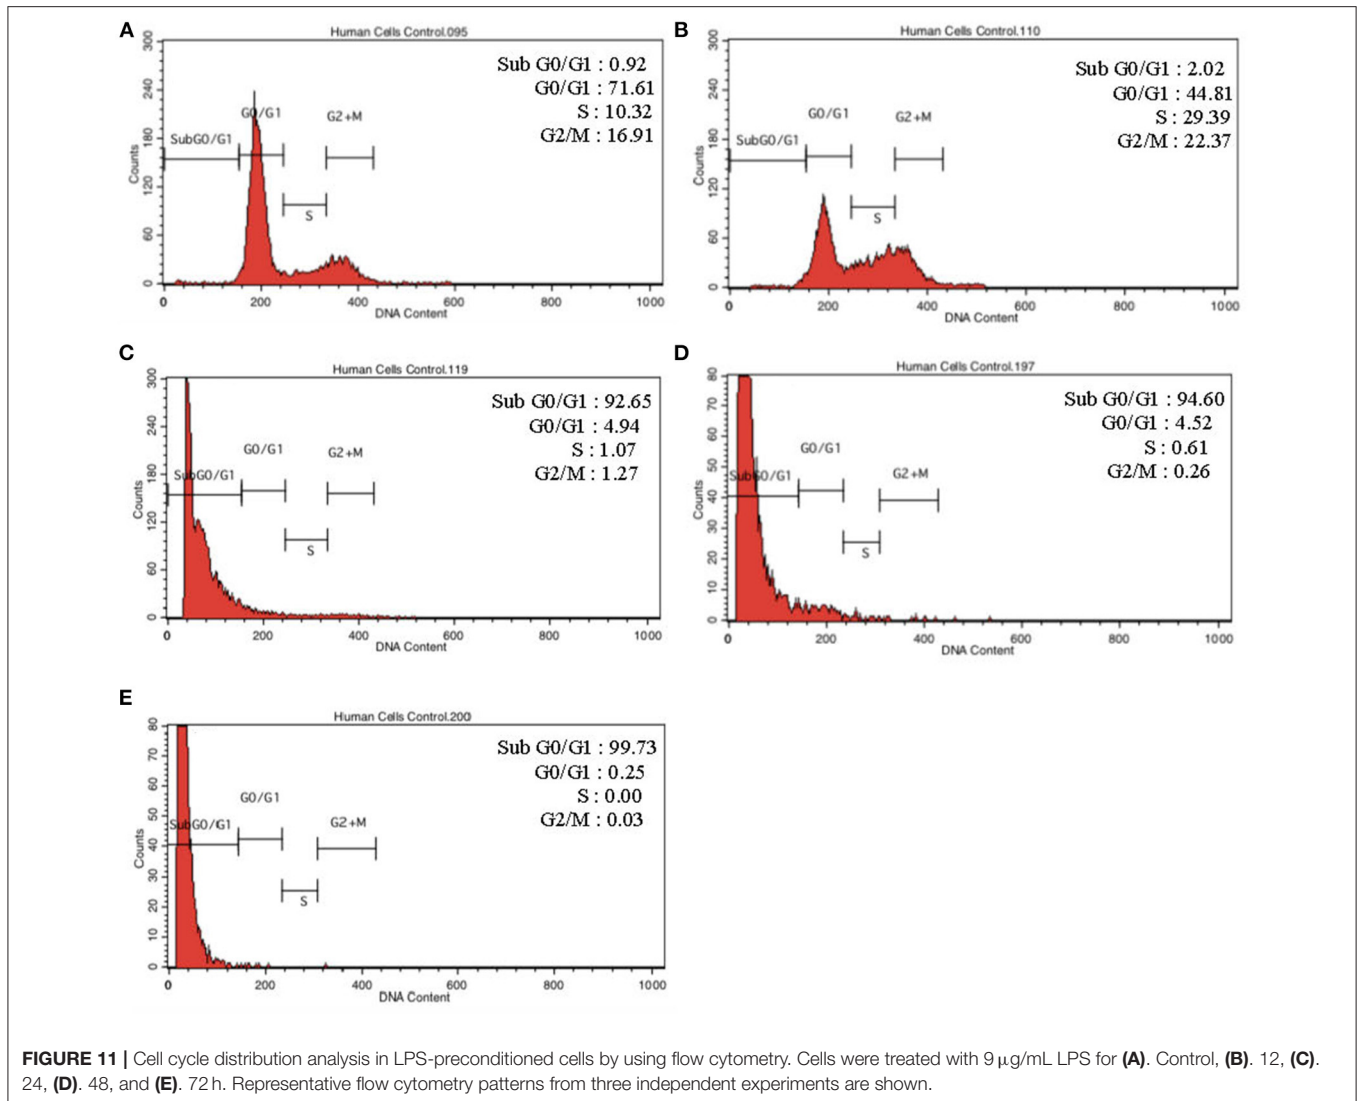 A
Human Cells Control.095
Sub G0/G1 : 0.92
G0/G1 : 71.61
S : 10.32
G2/M : 16.91
SubG0/G1
G0/G1
S
G2+M
Counts
300
240
180
120
60
0
0 200 400 600 800 1000
DNA Content
B
Human Cells Control.110
Sub G0/G1 : 2.02
G0/G1 : 44.81
S : 29.39
G2/M : 22.37
SubG0/G1
G0/G1
S
G2+M
Counts
300
240
180
120
60
0
0 200 400 600 800 1000
DNA Content
C
Human Cells Control.119
Sub G0/G1 : 92.65
G0/G1 : 4.94
S : 1.07
G2/M : 1.27
SubG0/G1
G0/G1
S
G2+M
Counts
300
240
180
120
60
0
0 200 400 600 800 1000
DNA Content
D
Human Cells Control.197
Sub G0/G1 : 94.60
G0/G1 : 4.52
S : 0.61
G2/M : 0.26
SubG0/G1
G0/G1
S
G2+M
Counts
80
70
60
50
40
30
20
10
0
0 200 400 600 800 1000
DNA Content
E
Human Cells Control.200
Sub G0/G1 : 99.73
G0/G1 : 0.25
S : 0.00
G2/M : 0.03
SubG0/G1
G0/G1
S
G2+M
Counts
80
70
60
50
40
30
20
10
0
0 200 400 600 800 1000
DNA Content
FIGURE 11 | Cell cycle distribution analysis in LPS-preconditioned cells by using flow cytometry. Cells were treated with 9 µg/mL LPS for (A). Control, (B). 12, (C).
24, (D). 48, and (E). 72 h. Representative flow cytometry patterns from three independent experiments are shown.